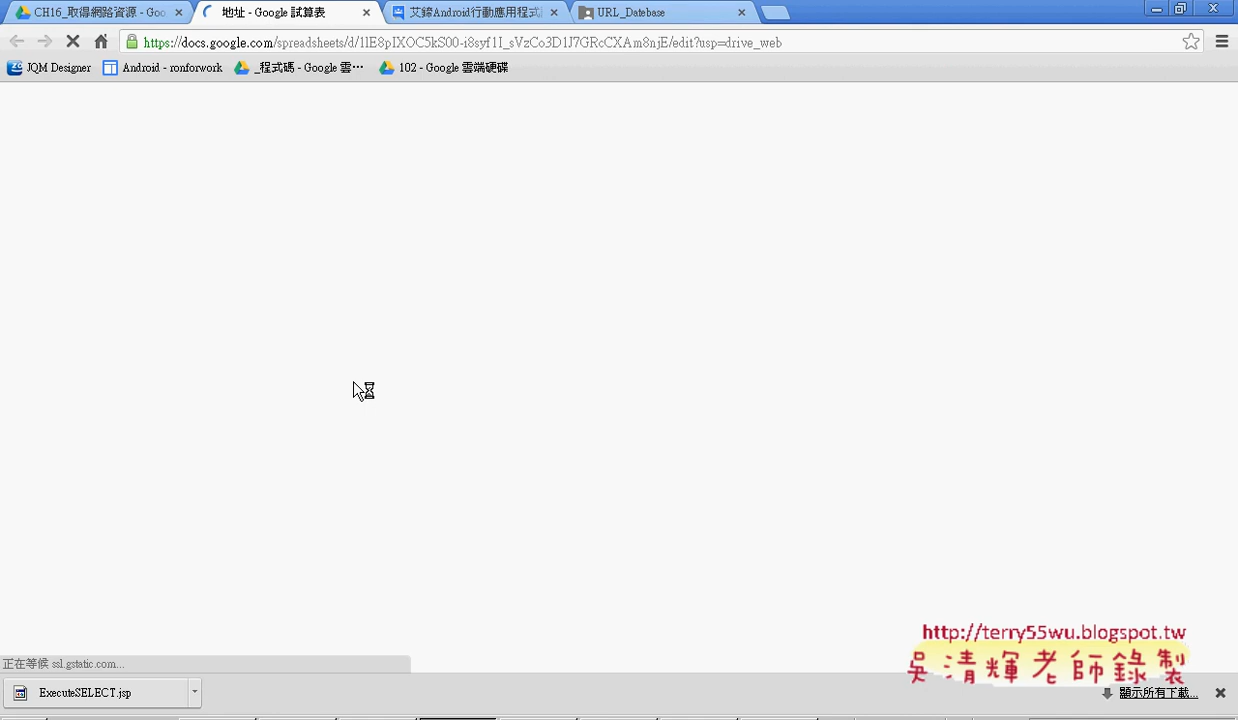 CH16_取得網路資源 - Goo
地址 - Google 試算表
艾鍗Android行動應用程式
URL_Datebase
https://docs.google.com/spreadsheets/d/1lE8pIXOC5kS00-i8syf1I_sVzCo3D1J7GRcCXAm8njE/edit?usp=drive_web
JQM Designer
Android - ronforwork
_程式碼 - Google 雲…
102 - Google 雲端硬碟
http://terry55wu.blogspot.tw
吳清輝老師錄製
正在等候 ssl.gstatic.com...
ExecuteSELECT.jsp
顯示所有下載...